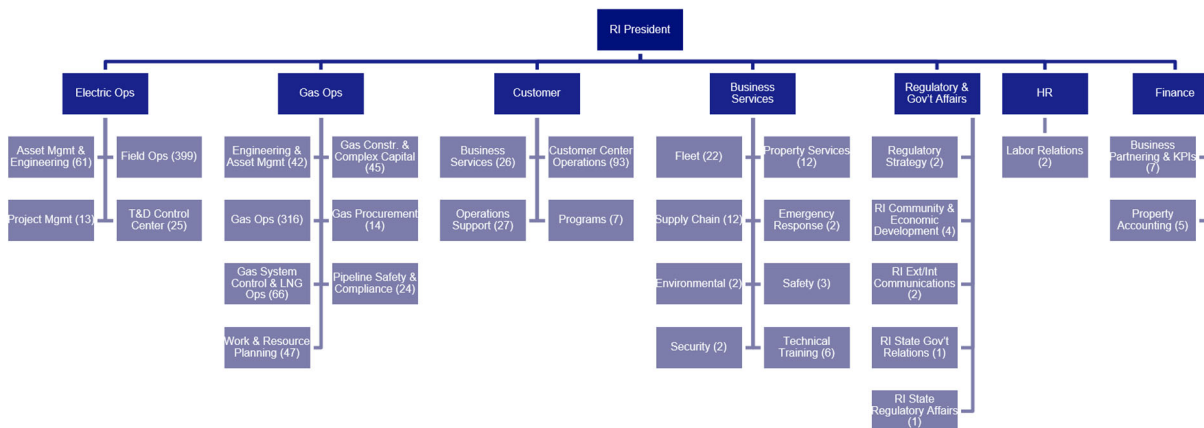 RI President
Electric Ops
Gas Ops
Customer
Business
Services
Regulatory &
Gov't Affairs
HR
Finance
Asset Mgmt &
Engineering (61)
Field Ops (399)
Project Mgmt (13)
T&D Control
Center (25)
Engineering &
Asset Mgmt (42)
Gas Constr. &
Complex Capital
(45)
Gas Ops (316)
Gas Procurement
(14)
Gas System
Control & LNG
Ops (66)
Pipeline Safety &
Compliance (24)
Work & Resource
Planning (47)
Business
Services (26)
Customer Center
Operations (93)
Operations
Support (27)
Programs (7)
Fleet (22)
Property Services
(12)
Supply Chain (12)
Emergency
Response (2)
Environmental (2)
Safety (3)
Security (2)
Technical
Training (6)
Regulatory
Strategy (2)
RI Community &
Economic
Development (4)
RI Ext/Int
Communications
(2)
RI State Gov't
Relations (1)
RI State
Regulatory Affairs
(1)
Labor Relations
(2)
Business
Partnering & KPIs
(7)
Property
Accounting (5)